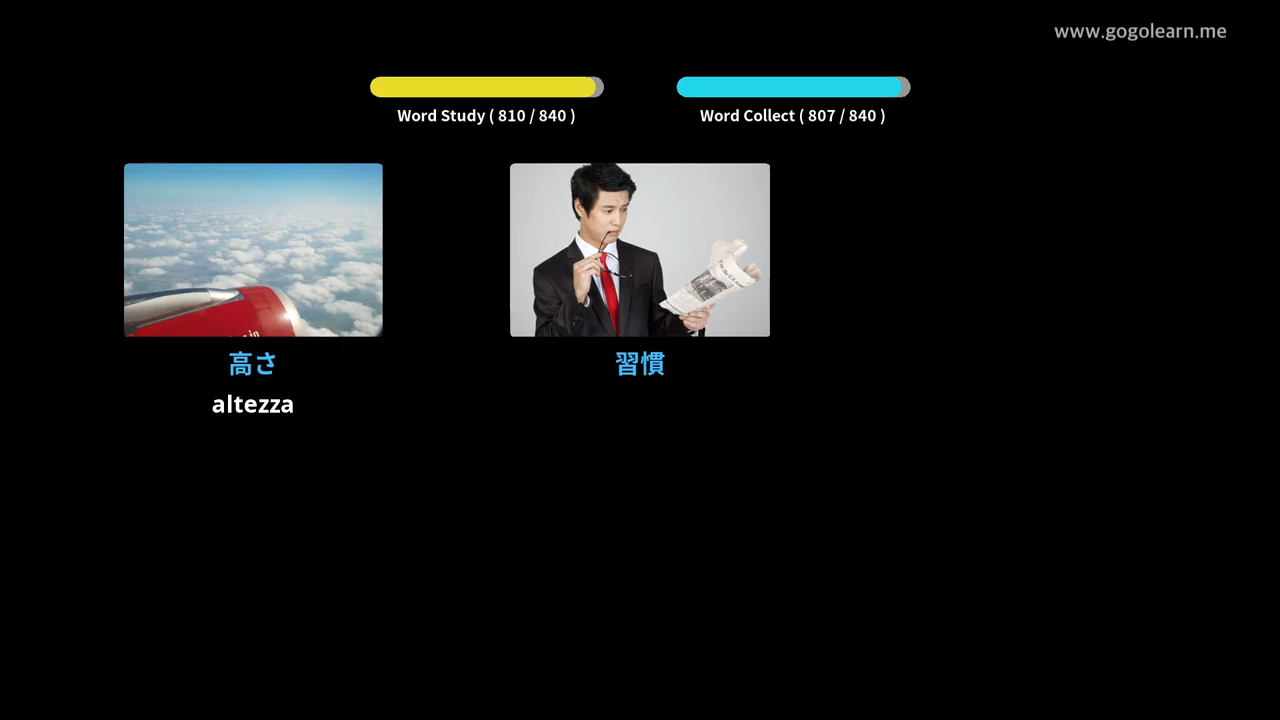 www.gogolearn.me
Word Study ( 810 / 840 )
Word Collect ( 807 / 840 )
高さ
習慣
altezza